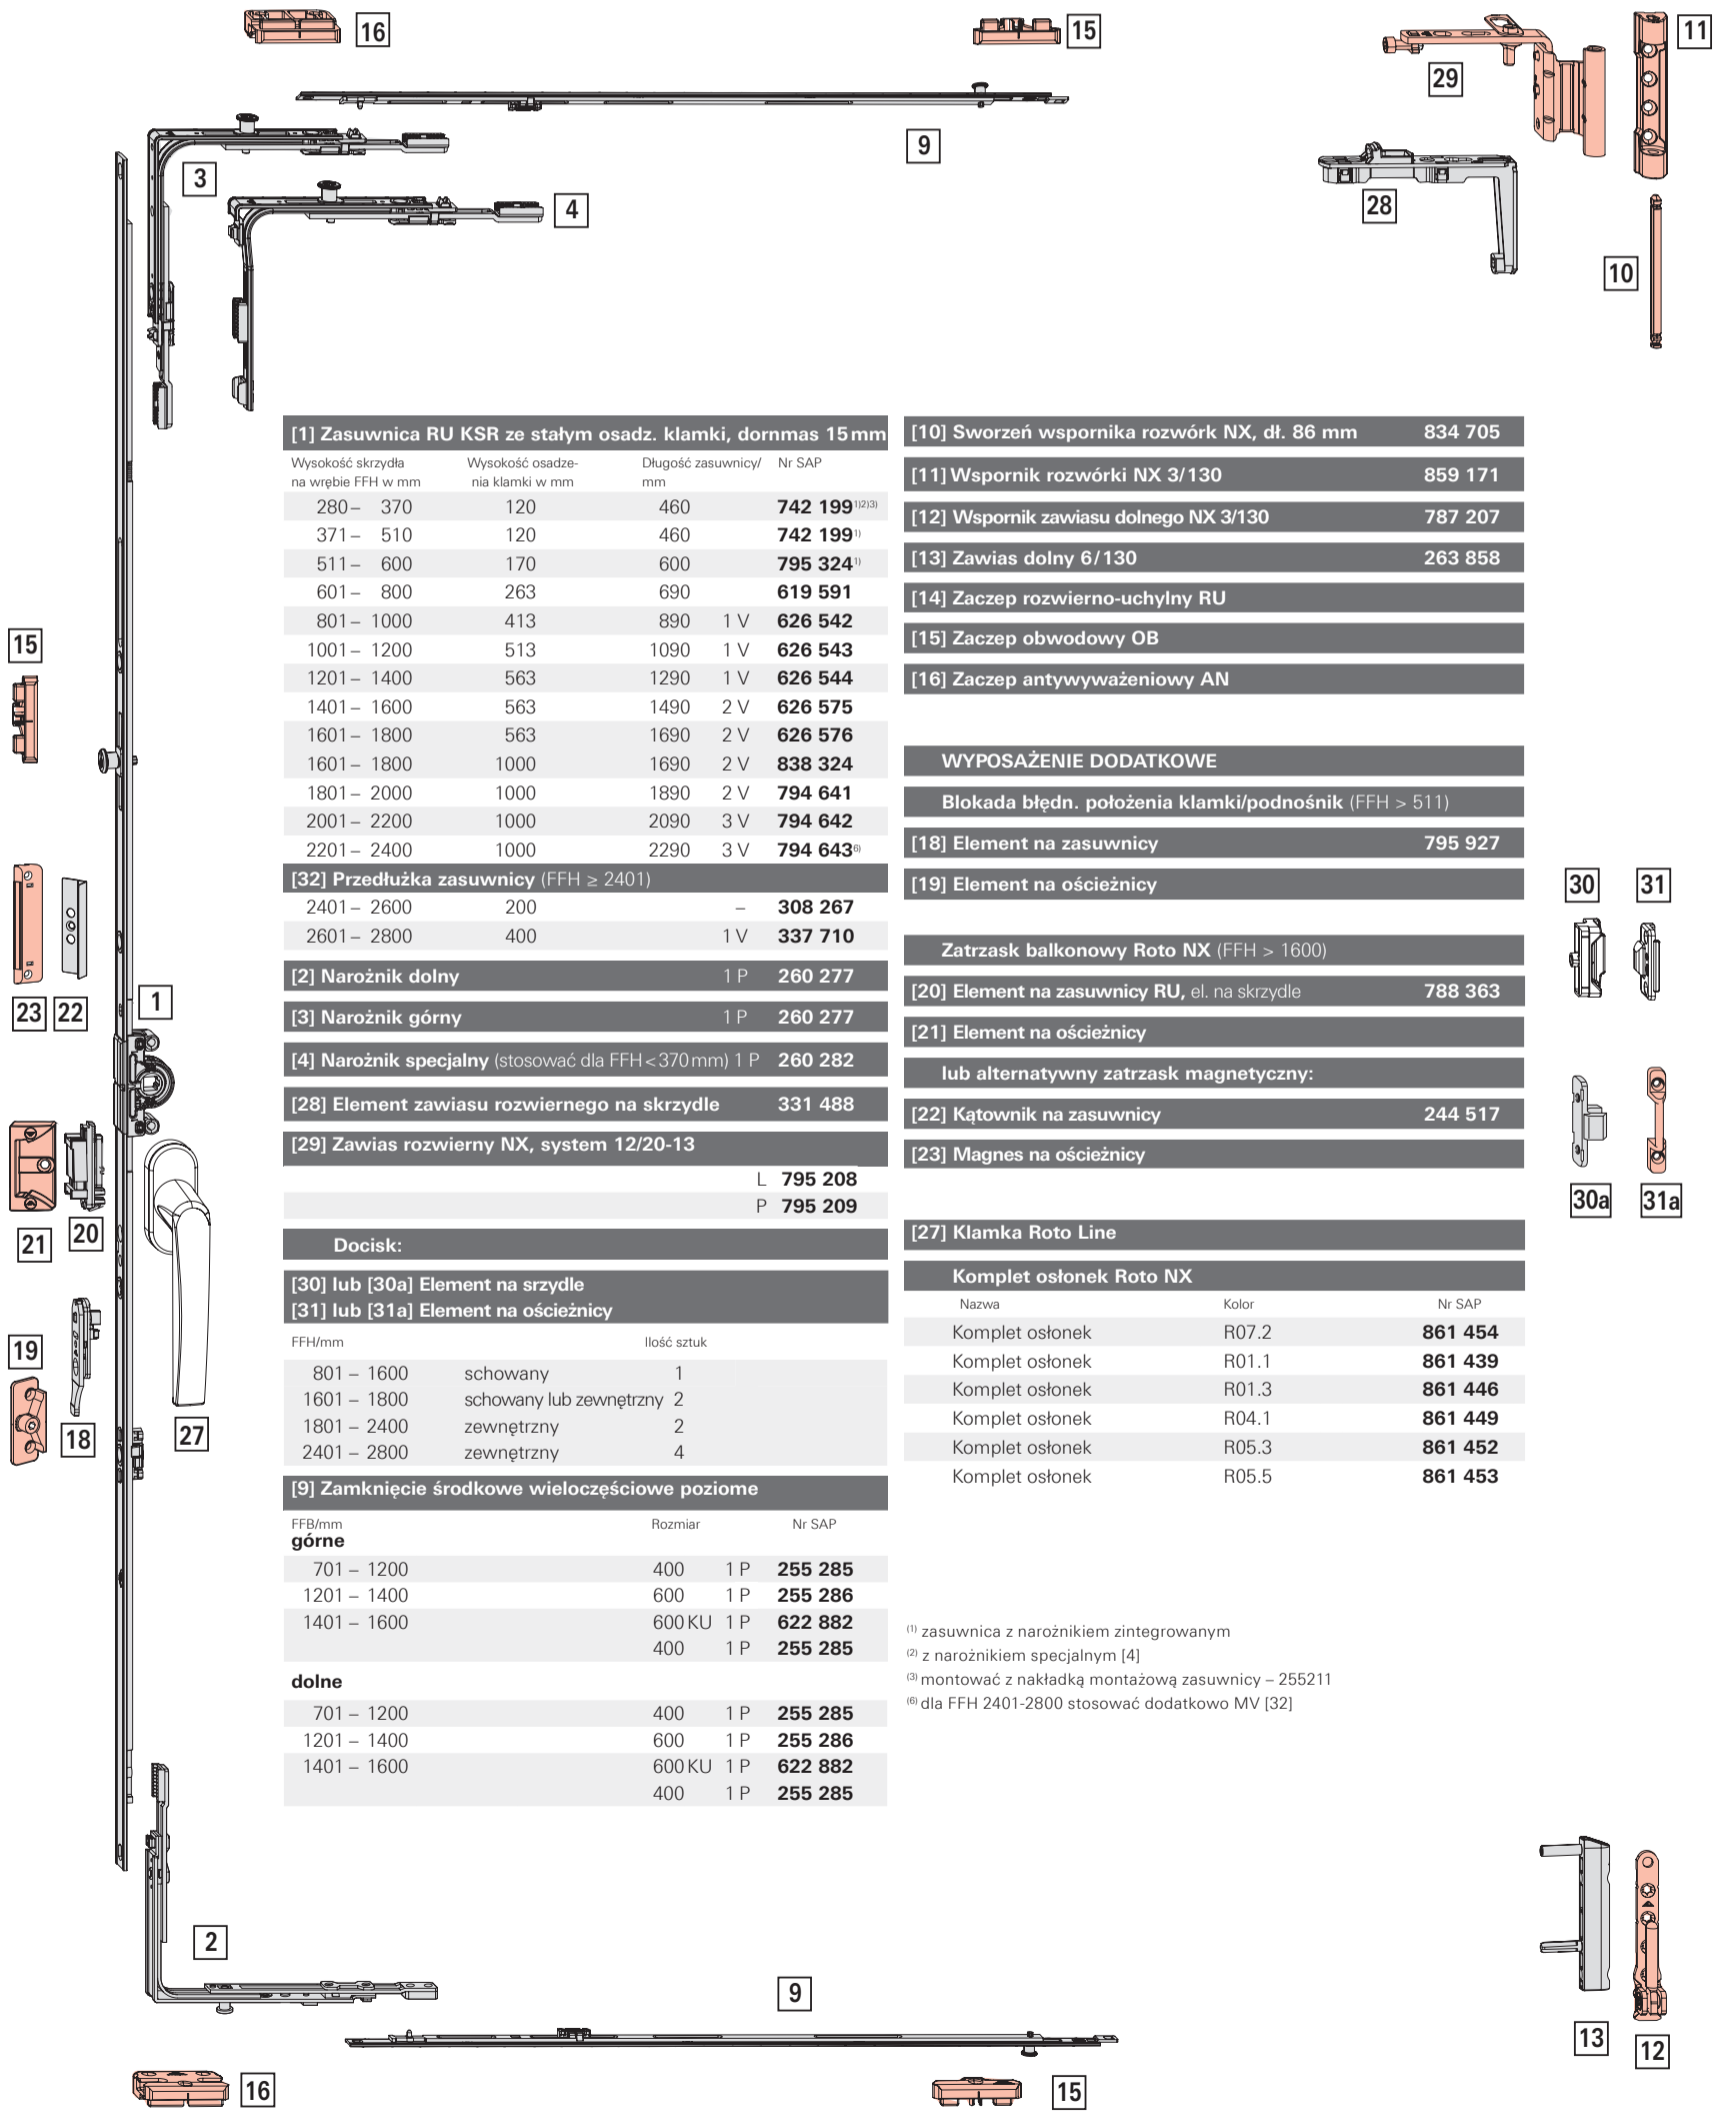 16
15
29
11
3
9
4
28
10
[1] Zasuwnica RU KSR ze stałym osadz. klamki, dornmas 15 mm
Wysokość skrzydła Wysokość osadze- Długość zasuwnicy/ Nr SAP
na wrębie FFH w mm nia klamki w mm mm
280 – 370 120 460 742 199 1)2)3)
371 – 510 120 460 742 199 1)
511 – 600 170 600 795 324 1)
601 – 800 263 690 619 591
801 – 1000 413 890 1 V 626 542
1001 – 1200 513 1090 1 V 626 543
1201 – 1400 563 1290 1 V 626 544
1401 – 1600 563 1490 2 V 626 575
1601 – 1800 563 1690 2 V 626 576
1601 – 1800 1000 1690 2 V 838 324
1801 – 2000 1000 1890 2 V 794 641
2001 – 2200 1000 2090 3 V 794 642
2201 – 2400 1000 2290 3 V 794 643 6)
[32] Przedłużka zasuwnicy (FFH ≥ 2401)
2401 – 2600 200 – 308 267
2601 – 2800 400 1 V 337 710
[2] Narożnik dolny 1 P 260 277
[3] Narożnik górny 1 P 260 277
[4] Narożnik specjalny (stosować dla FFH < 370 mm) 1 P 260 282
[28] Element zawiasu rozwiernego na skrzydle 331 488
[29] Zawias rozwierny NX, system 12/20-13
L 795 208
P 795 209
Docisk:
[30] lub [30a] Element na srzydle
[31] lub [31a] Element na ościeżnicy
FFH/mm Ilość sztuk
801 – 1600 schowany 1
1601 – 1800 schowany lub zewnętrzny 2
1801 – 2400 zewnętrzny 2
2401 – 2800 zewnętrzny 4
[9] Zamknięcie środkowe wieloczęściowe poziome
FFB/mm Rozmiar Nr SAP
górne
701 – 1200 400 1 P 255 285
1201 – 1400 600 1 P 255 286
1401 – 1600 600 KU 1 P 622 882
400 1 P 255 285
dolne
701 – 1200 400 1 P 255 285
1201 – 1400 600 1 P 255 286
1401 – 1600 600 KU 1 P 622 882
400 1 P 255 285
[10] Sworzeń wspornika rozwórk NX, dł. 86 mm 834 705
[11] Wspornik rozwórki NX 3/130 859 171
[12] Wspornik zawiasu dolnego NX 3/130 787 207
[13] Zawias dolny 6/130 263 858
[14] Zaczep rozwierno-uchylny RU
[15] Zaczep obwodowy OB
[16] Zaczep antywyważeniowy AN
WYPOSAŻENIE DODATKOWE
Blokada błędn. położenia klamki/podnośnik (FFH > 511)
[18] Element na zasuwnicy 795 927
[19] Element na ościeżnicy
Zatrzask balkonowy Roto NX (FFH > 1600)
[20] Element na zasuwnicy RU, el. na skrzydle 788 363
[21] Element na ościeżnicy
lub alternatywny zatrzask magnetyczny:
[22] Kątownik na zasuwnicy 244 517
[23] Magnes na ościeżnicy
[27] Klamka Roto Line
Komplet osłonek Roto NX
Nazwa Kolor Nr SAP
Komplet osłonek R07.2 861 454
Komplet osłonek R01.1 861 439
Komplet osłonek R01.3 861 446
Komplet osłonek R04.1 861 449
Komplet osłonek R05.3 861 452
Komplet osłonek R05.5 861 453
(1) zasuwnica z narożnikiem zintegrowanym
(2) z narożnikiem specjalnym [4]
(3) montować z nakładką montażową zasuwnicy – 255211
(6) dla FFH 2401-2800 stosować dodatkowo MV [32]
15
23
22
1
21
20
19
18
27
30
31
30a
31a
2
9
13
12
16
15